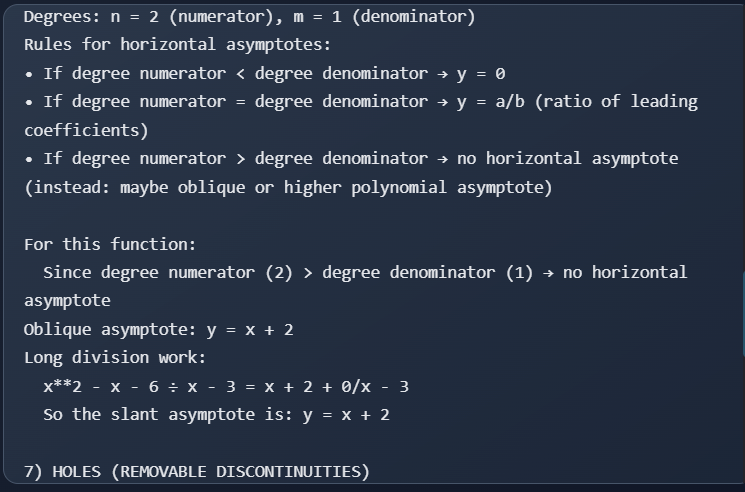 Degrees: n = 2 (numerator), m = 1 (denominator)
Rules for horizontal asymptotes:
• If degree numerator < degree denominator → y = 0
• If degree numerator = degree denominator → y = a/b (ratio of leading
coefficients)
• If degree numerator > degree denominator → no horizontal asymptote
(instead: maybe oblique or higher polynomial asymptote)
For this function:
Since degree numerator (2) > degree denominator (1) → no horizontal
asymptote
Oblique asymptote: y = x + 2
Long division work:
x**2 - x - 6 ÷ x - 3 = x + 2 + 0/x - 3
So the slant asymptote is: y = x + 2
7) HOLES (REMOVABLE DISCONTINUITIES)